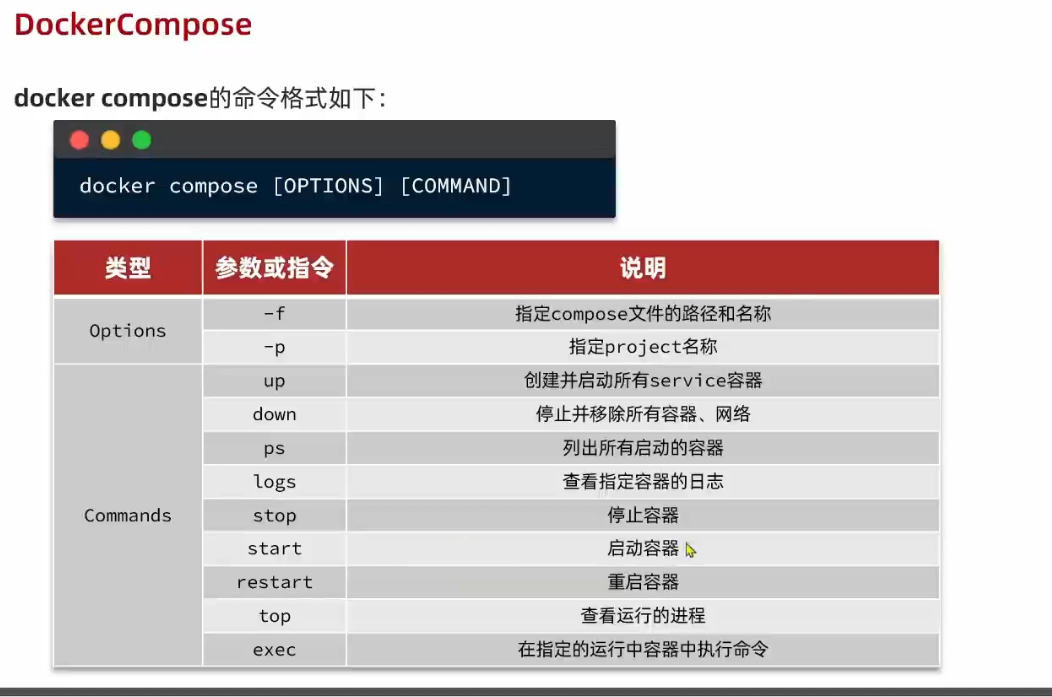 DockerCompose
docker compose的命令格式如下：
docker compose [OPTIONS] [COMMAND]
类型 参数或指令 说明
Options
-f 指定compose文件的路径和名称
-p 指定project名称
Commands
up 创建并启动所有service容器
down 停止并移除所有容器、网络
ps 列出所有启动的容器
logs 查看指定容器的日志
stop 停止容器
start 启动容器
restart 重启容器
top 查看运行的进程
exec 在指定的运行中容器中执行命令